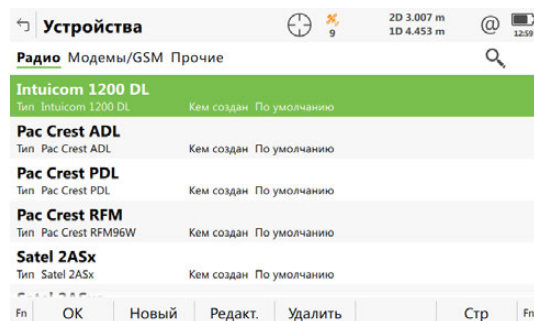 Устройства
9
2D 3.007 m
1D 4.453 m
@
12:59
Радио Модемы/GSM Прочие
Intuicom 1200 DL
Тип Intuicom 1200 DL Кем создан По умолчанию
Pac Crest ADL
Тип Pac Crest ADL Кем создан По умолчанию
Pac Crest PDL
Тип Pac Crest PDL Кем создан По умолчанию
Pac Crest RFM
Тип Pac Crest RFM96W Кем создан По умолчанию
Satel 2ASx
Тип Satel 2ASx Кем создан По умолчанию
Fn OK Новый Редакт. Удалить Стр Fn